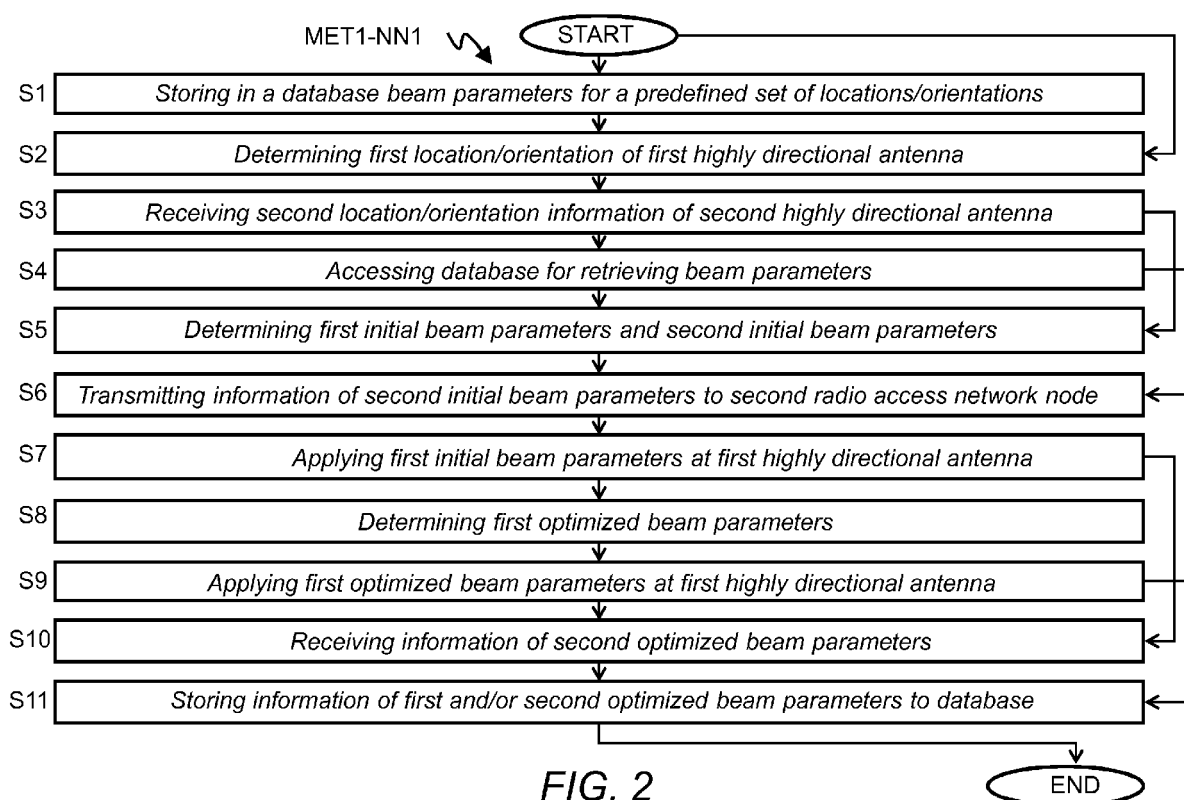 MET1-NN1
START
S1 Storing in a database beam parameters for a predefined set of locations/orientations
S2 Determining first location/orientation of first highly directional antenna
S3 Receiving second location/orientation information of second highly directional antenna
S4 Accessing database for retrieving beam parameters
S5 Determining first initial beam parameters and second initial beam parameters
S6 Transmitting information of second initial beam parameters to second radio access network node
S7 Applying first initial beam parameters at first highly directional antenna
S8 Determining first optimized beam parameters
S9 Applying first optimized beam parameters at first highly directional antenna
S10 Receiving information of second optimized beam parameters
S11 Storing information of first and/or second optimized beam parameters to database
FIG. 2
END